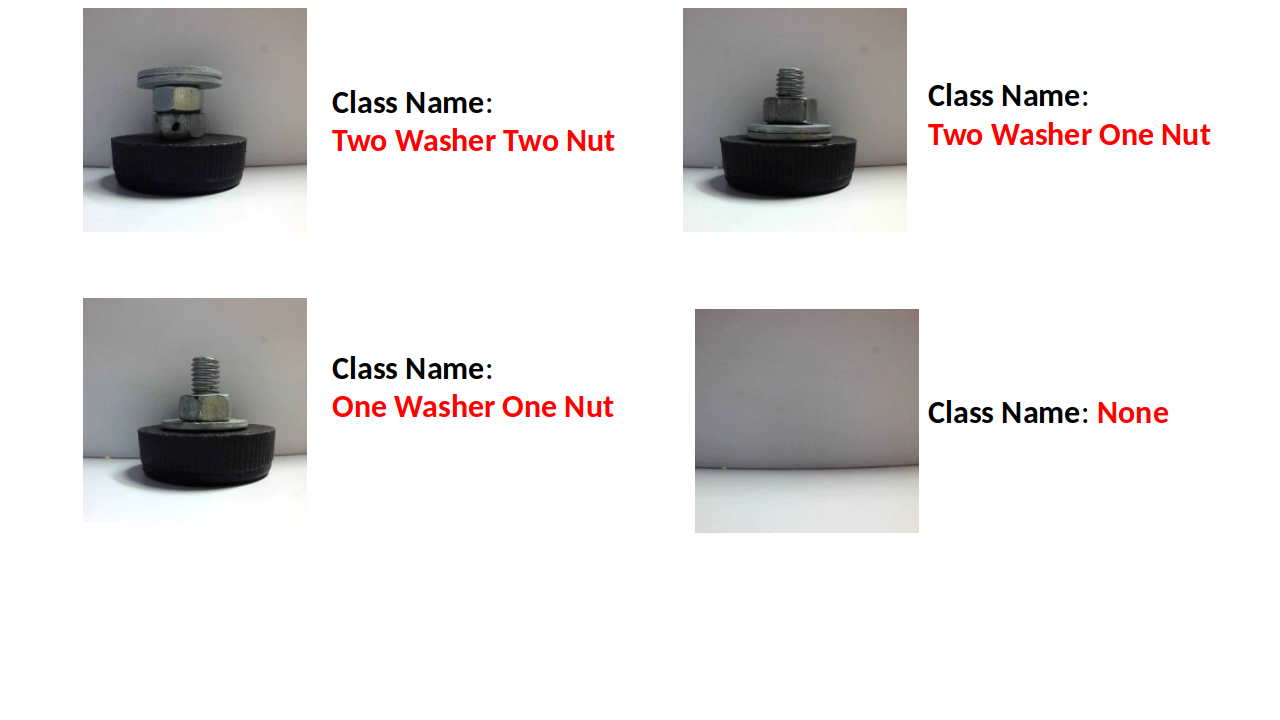 Class Name:
Two Washer Two Nut
Class Name:
Two Washer One Nut
Class Name:
One Washer One Nut
Class Name: None